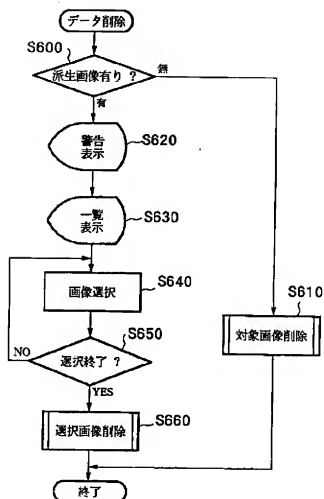 データ削除
S600
派生画像有り ?
無
有
S620
警告
表示
S630
一覧
表示
S640
画像選択
S610
対象画像削除
S650
選択終了 ?
NO
YES
S660
選択画像削除
終了